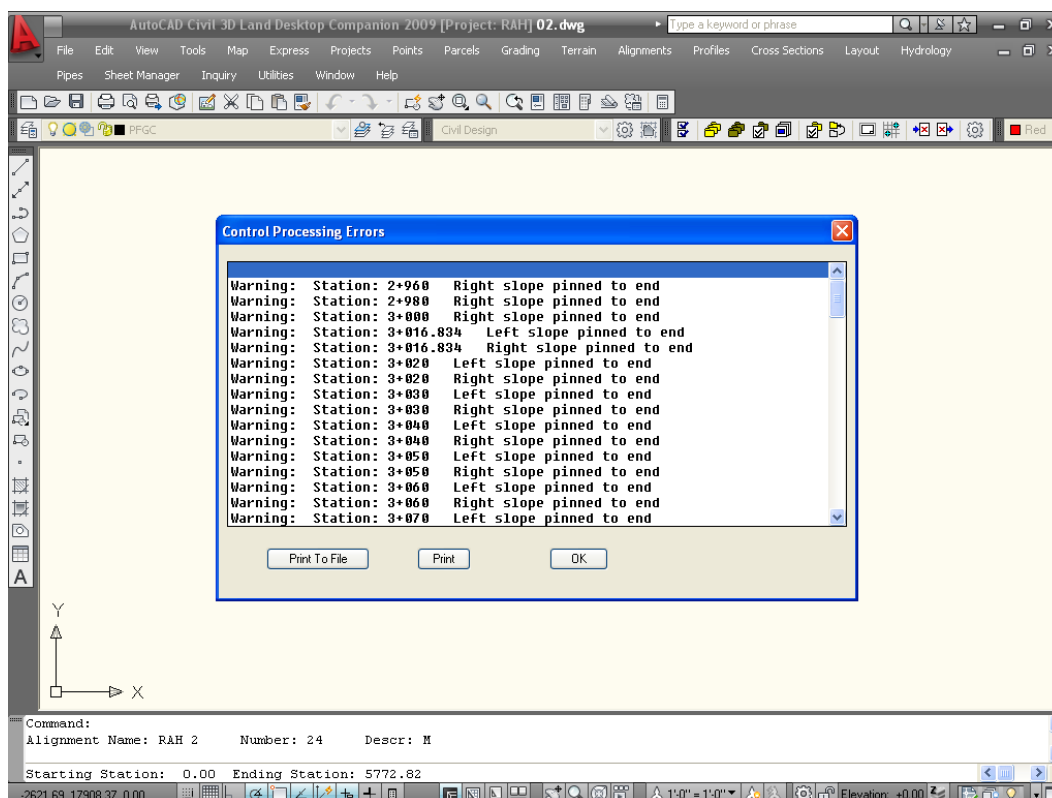 AutoCAD Civil 3D Land Desktop Companion 2009 [Project: RAH] 02.dwg
Type a keyword or phrase
File Edit View Tools Map Express Projects Points Parcels Grading Terrain Alignments Profiles Cross Sections Layout Hydrology
Pipes Sheet Manager Inquiry Utilities Window Help
PFGC Civil Design Red
Control Processing Errors
Warning: Station: 2+960 Right slope pinned to end
Warning: Station: 2+980 Right slope pinned to end
Warning: Station: 3+000 Right slope pinned to end
Warning: Station: 3+016.834 Left slope pinned to end
Warning: Station: 3+016.834 Right slope pinned to end
Warning: Station: 3+020 Left slope pinned to end
Warning: Station: 3+020 Right slope pinned to end
Warning: Station: 3+030 Left slope pinned to end
Warning: Station: 3+030 Right slope pinned to end
Warning: Station: 3+040 Left slope pinned to end
Warning: Station: 3+040 Right slope pinned to end
Warning: Station: 3+050 Left slope pinned to end
Warning: Station: 3+050 Right slope pinned to end
Warning: Station: 3+060 Left slope pinned to end
Warning: Station: 3+060 Right slope pinned to end
Warning: Station: 3+070 Left slope pinned to end
Print To File Print OK
A
Y
X
Command:
Alignment Name: RAH 2 Number: 24 Descr: M
Starting Station: 0.00 Ending Station: 5772.82
-2621.69, 17908.37, 0.00 1'-0" = 1'-0" Elevation: +0.00